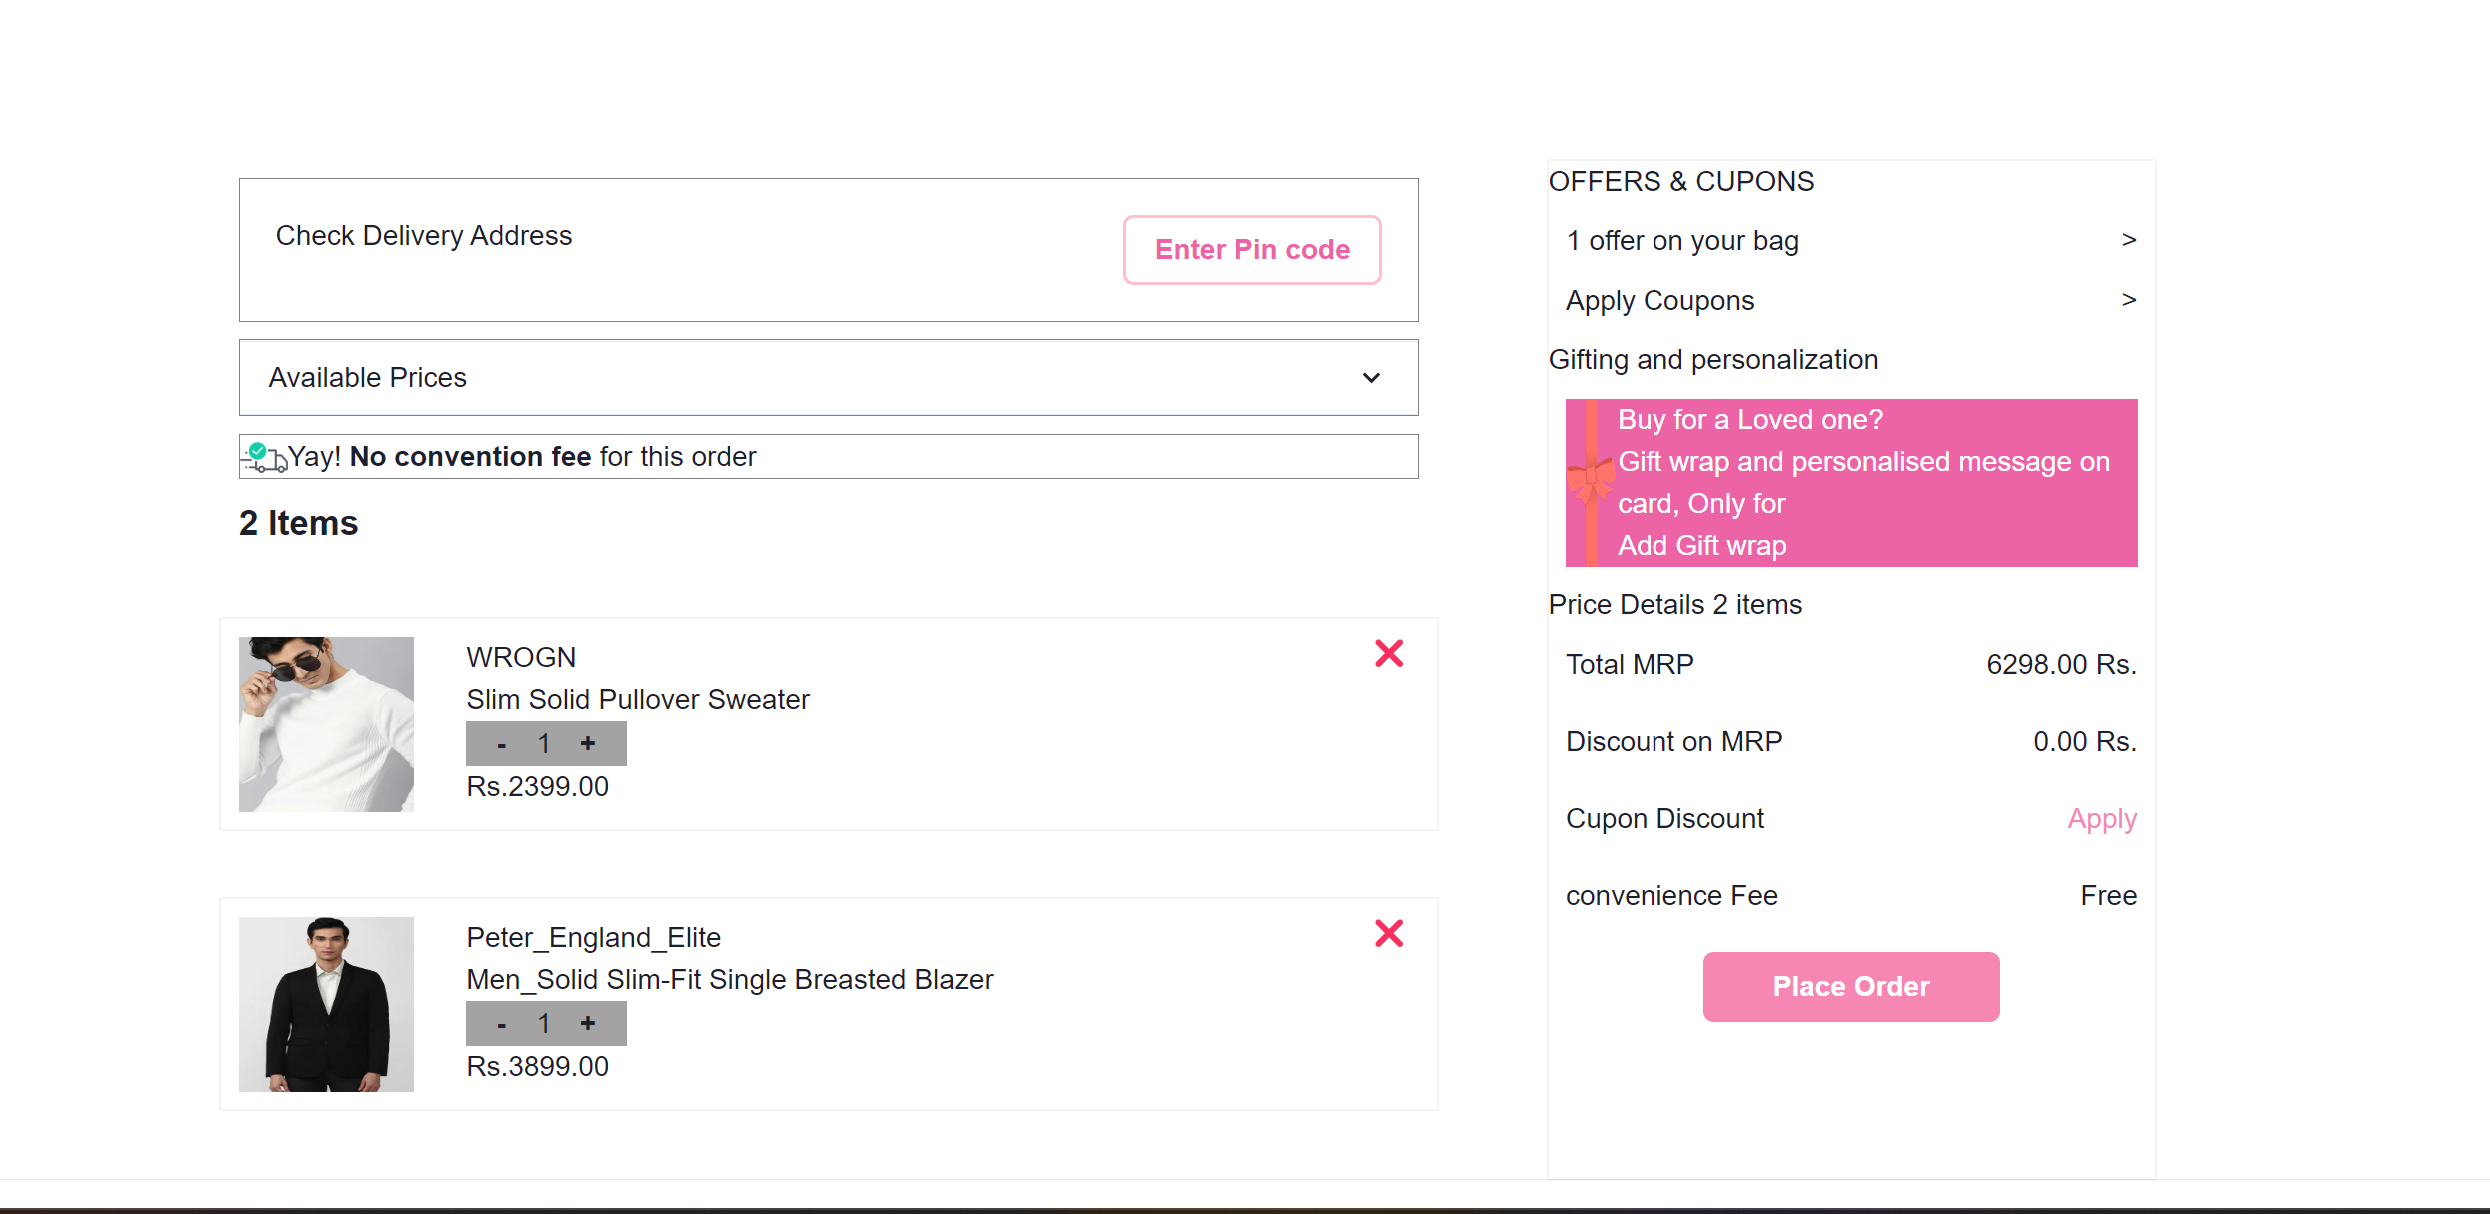 Check Delivery Address
Enter Pin code
Available Prices
Yay! No convention fee for this order
2 Items
WROGN
Slim Solid Pullover Sweater
- 1 +
Rs.2399.00
Peter_England_Elite
Men_Solid Slim-Fit Single Breasted Blazer
- 1 +
Rs.3899.00
OFFERS & CUPONS
1 offer on your bag >
Apply Coupons >
Gifting and personalization
Buy for a Loved one?
Gift wrap and personalised message on
card, Only for
Add Gift wrap
Price Details 2 items
Total MRP 6298.00 Rs.
Discount on MRP 0.00 Rs.
Cupon Discount Apply
convenience Fee Free
Place Order